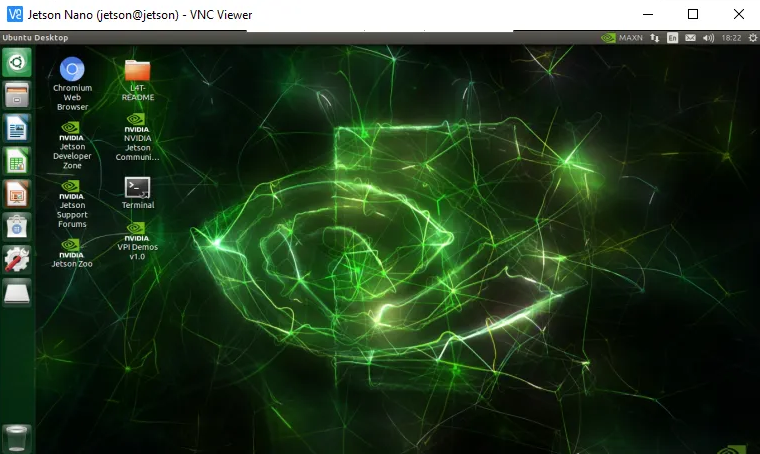 Jetson Nano (jetson@jetson) - VNC Viewer
Ubuntu Desktop
MAXN
En
18:22
Chromium
Web
Browser
L4T-
README
NVIDIA
Jetson
Developer
Zone
NVIDIA
NVIDIA
Jetson
Communi...
NVIDIA
Jetson
Support
Forums
Terminal
NVIDIA
Jetson Zoo
NVIDIA
VPI Demos
v1.0